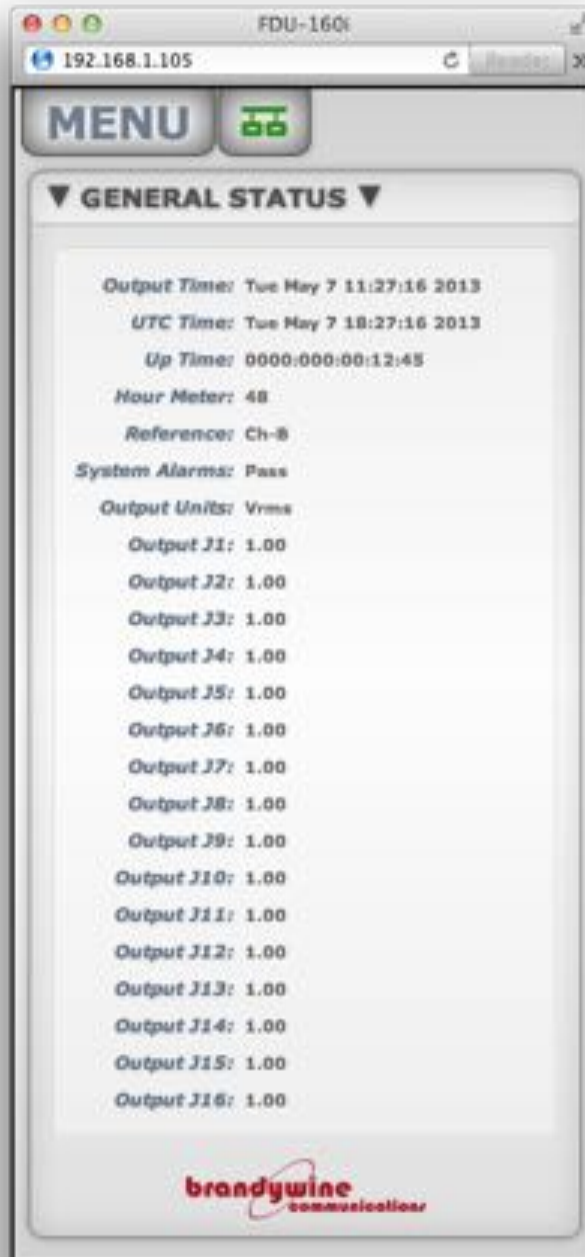 FDU-160i
192.168.1.105 Reader
MENU
▼ GENERAL STATUS ▼
Output Time: Tue May 7 11:27:16 2013
UTC Time: Tue May 7 18:27:16 2013
Up Time: 0000:000:00:12:45
Hour Meter: 48
Reference: Ch-B
System Alarms: Pass
Output Units: Vrms
Output J1: 1.00
Output J2: 1.00
Output J3: 1.00
Output J4: 1.00
Output J5: 1.00
Output J6: 1.00
Output J7: 1.00
Output J8: 1.00
Output J9: 1.00
Output J10: 1.00
Output J11: 1.00
Output J12: 1.00
Output J13: 1.00
Output J14: 1.00
Output J15: 1.00
Output J16: 1.00
brandywine
communications